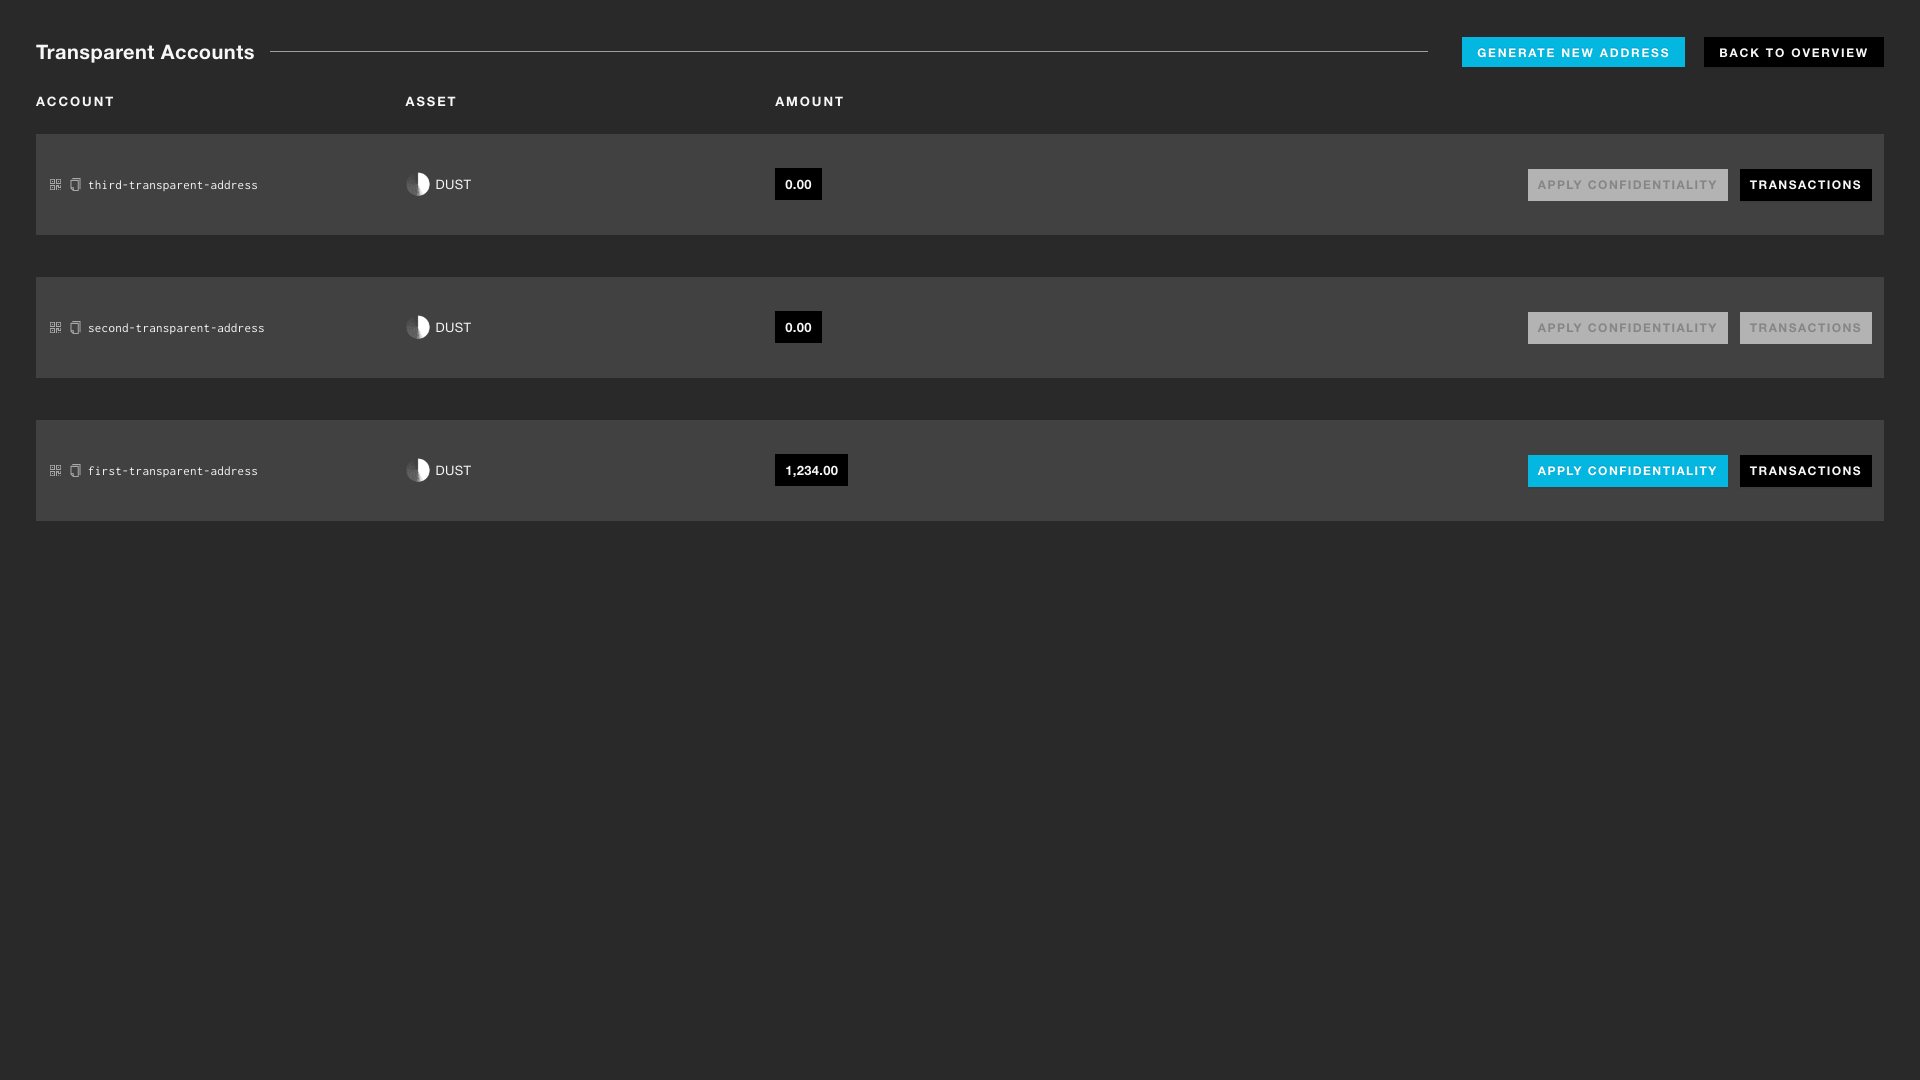 Transparent Accounts
GENERATE NEW ADDRESS
BACK TO OVERVIEW
ACCOUNT ASSET AMOUNT
third-transparent-address DUST 0.00 APPLY CONFIDENTIALITY TRANSACTIONS
second-transparent-address DUST 0.00 APPLY CONFIDENTIALITY TRANSACTIONS
first-transparent-address DUST 1,234.00 APPLY CONFIDENTIALITY TRANSACTIONS